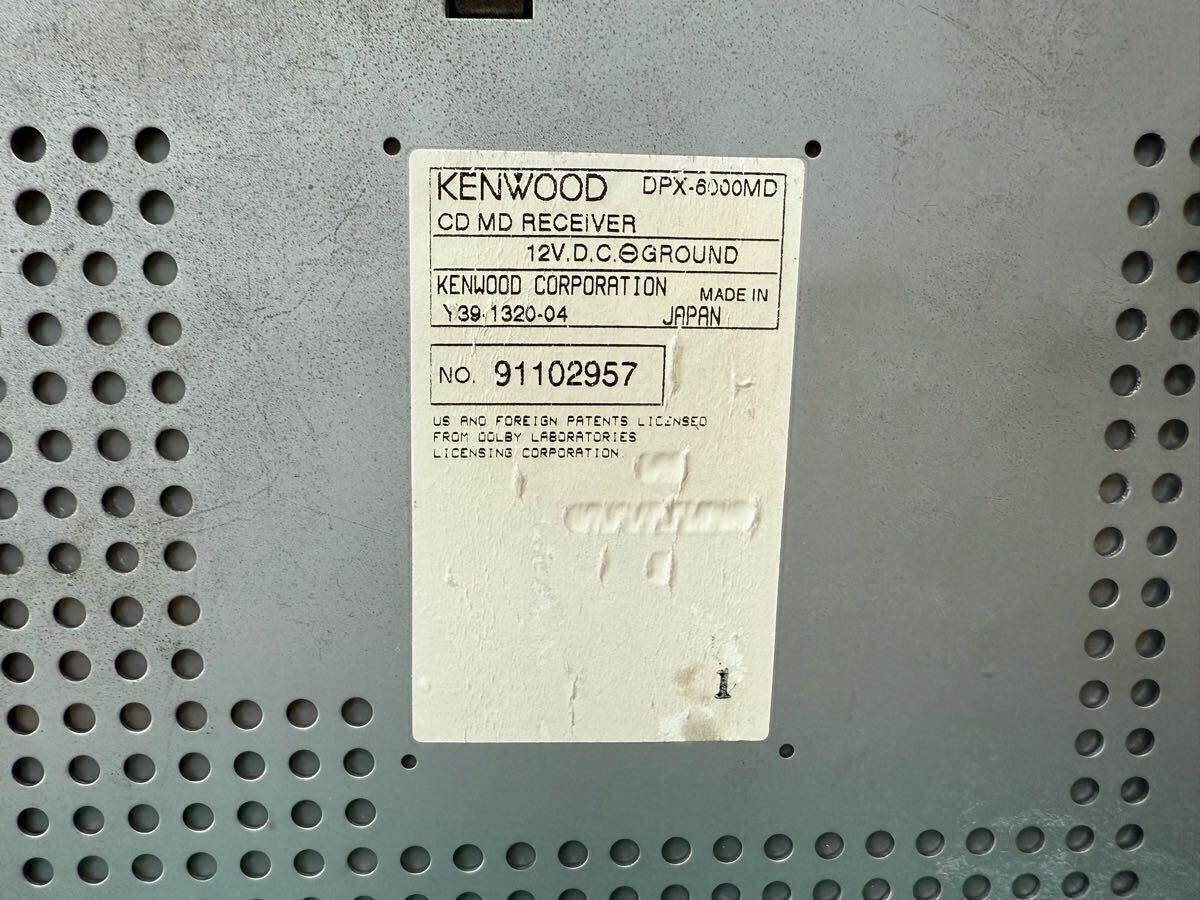 KENWOOD DPX-6000MD
CD MD RECEIVER
12V.D.C.⊖GROUND
KENWOOD CORPORATION MADE IN
Y39-1320-04 JAPAN
NO. 91102957
US AND FOREIGN PATENTS LICENSED
FROM DOLBY LABORATORIES
LICENSING CORPORATION
1